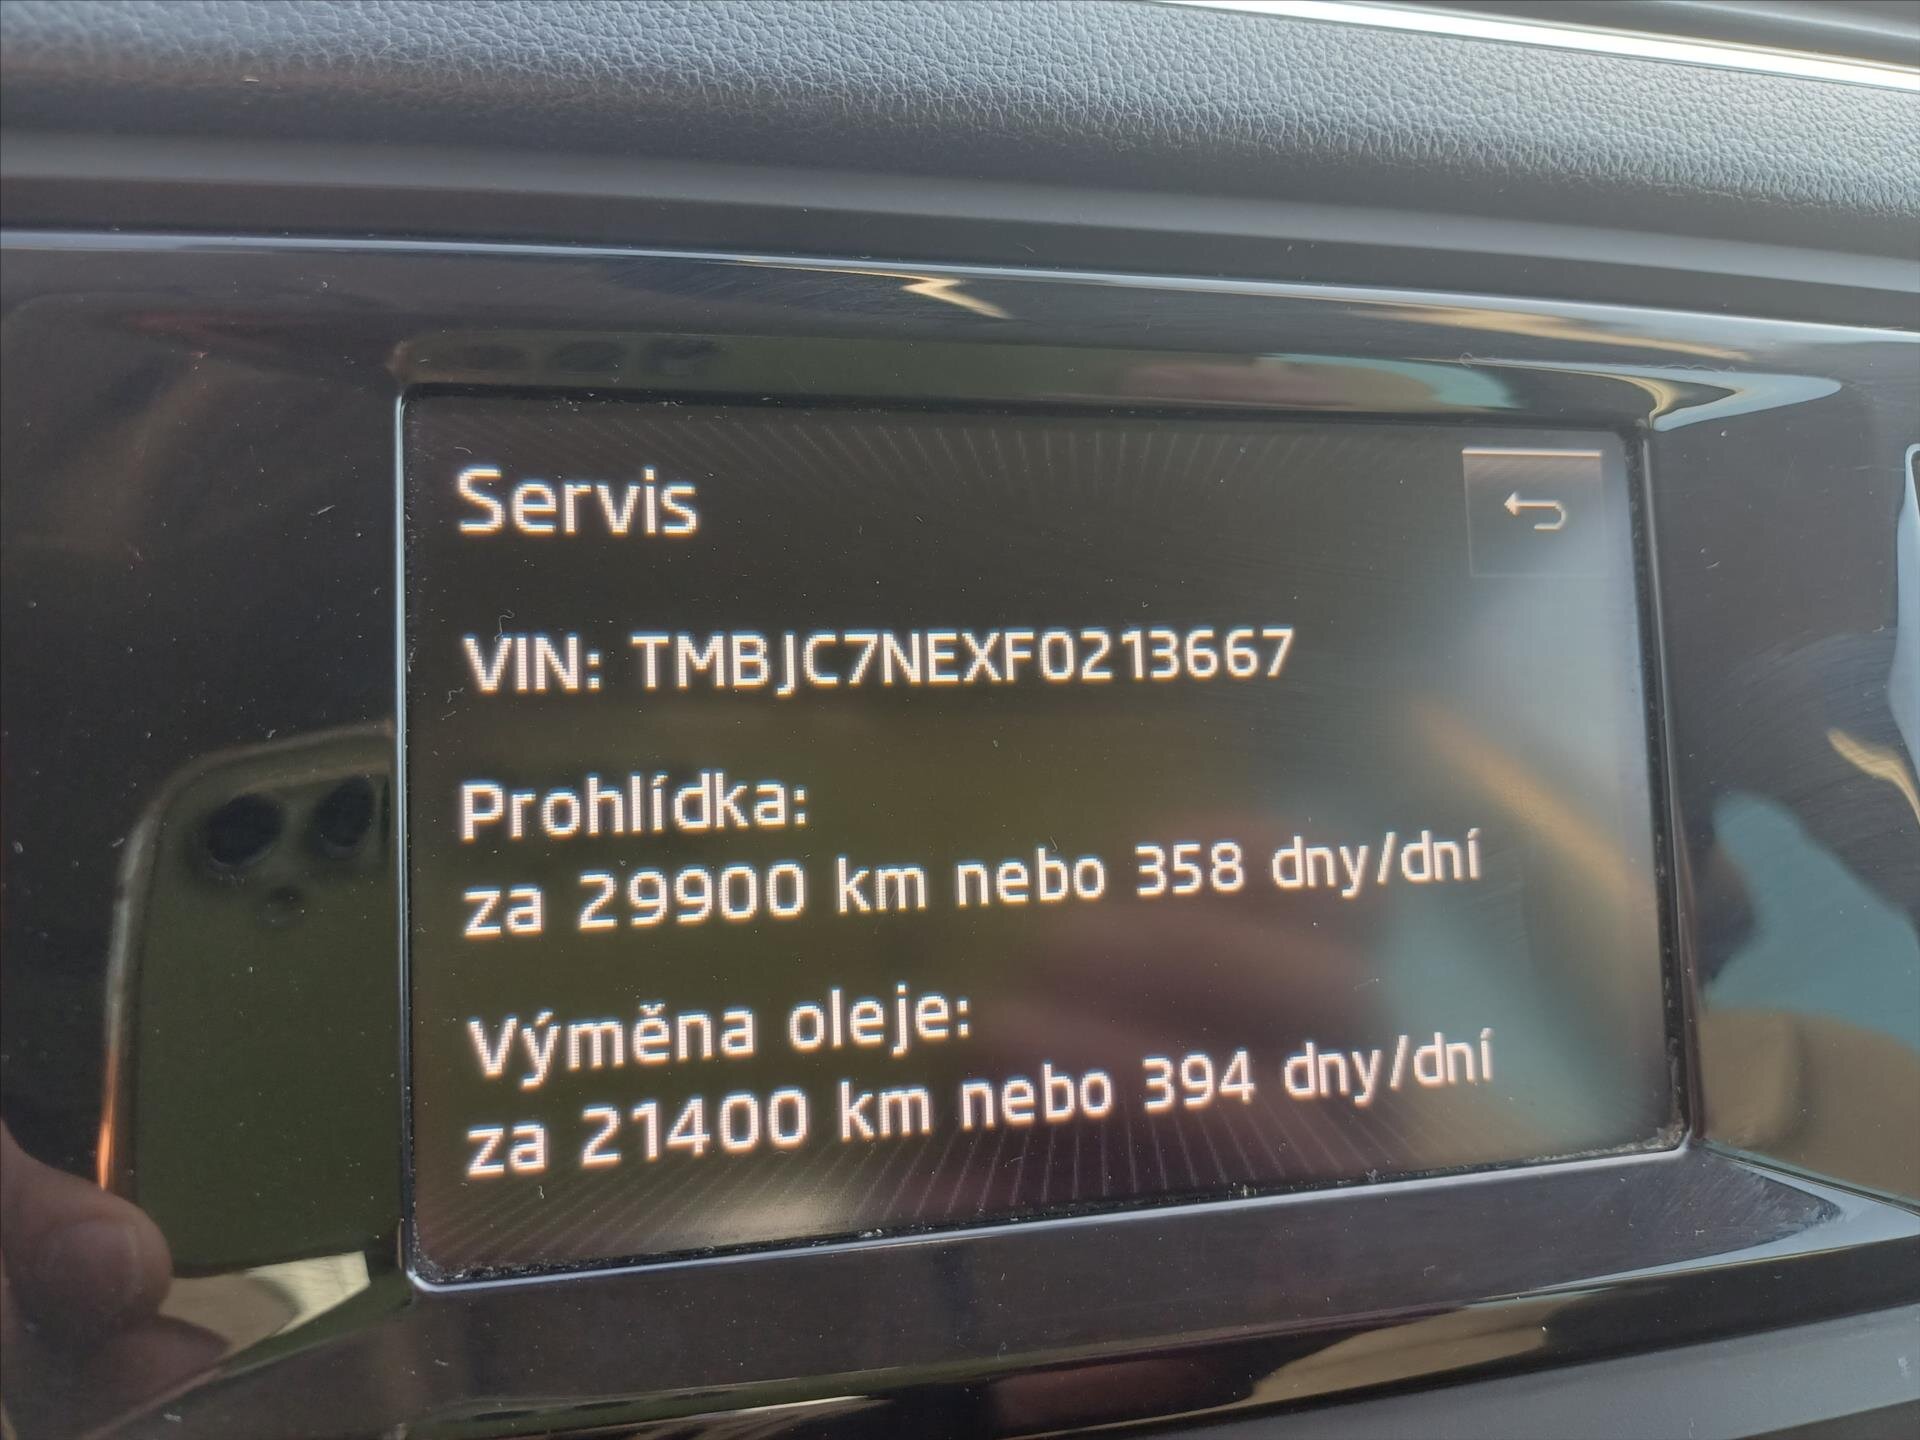 Servis
VIN: TMBJC7NEXF0213667
Prohlídka:
za 29900 km nebo 358 dny/dní
Výměna oleje:
za 21400 km nebo 394 dny/dní